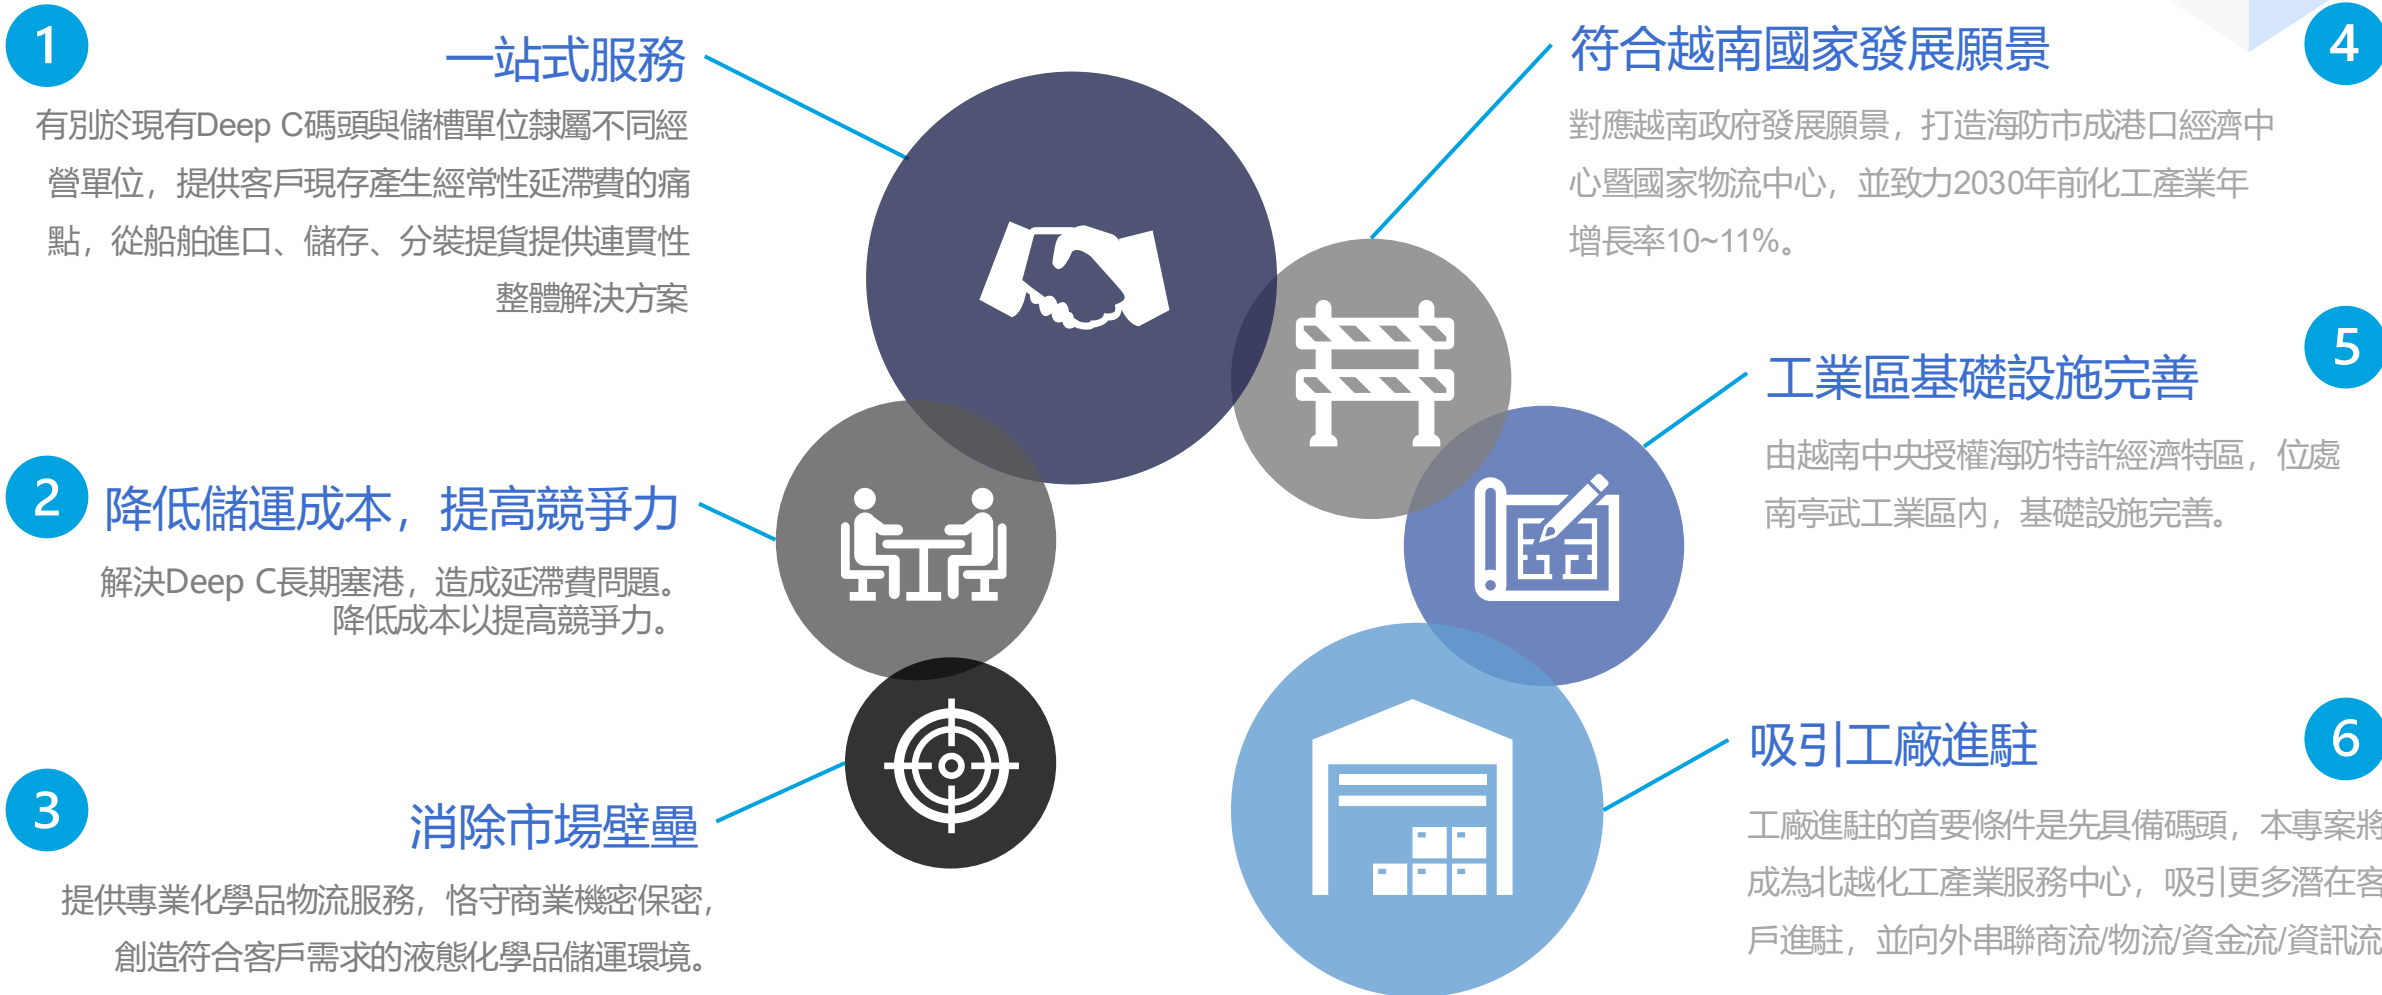 1
一站式服務
有別於現有Deep C碼頭與儲槽單位隸屬不同經
營單位，提供客戶現存產生經常性延滯費的痛
點，從船舶進口、儲存、分裝提貨提供連貫性
整體解決方案
2
降低儲運成本，提高競爭力
解決Deep C長期塞港，造成延滯費問題。
降低成本以提高競爭力。
3
消除市場壁壘
提供專業化學品物流服務，恪守商業機密保密，
創造符合客戶需求的液態化學品儲運環境。
符合越南國家發展願景
4
對應越南政府發展願景，打造海防市成港口經濟中
心暨國家物流中心，並致力2030年前化工產業年
增長率10~11%。
5
工業區基礎設施完善
由越南中央授權海防特許經濟特區，位處
南亭武工業區內，基礎設施完善。
吸引工廠進駐
6
工廠進駐的首要條件是先具備碼頭，本專案將
成為北越化工產業服務中心，吸引更多潛在客
戶進駐，並向外串聯商流/物流/資金流/資訊流